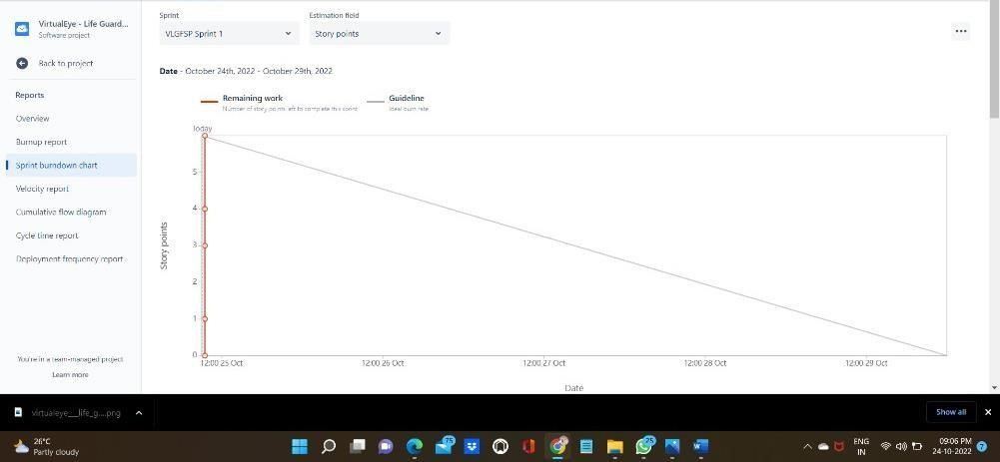 VirtualEye - Life Guard...
Software project
Back to project
Reports
Overview
Burnup report
Sprint burndown chart
Velocity report
Cumulative flow diagram
Cycle time report
Deployment frequency report
You're in a team-managed project
Learn more
Sprint
VLGFSP Sprint 1
Estimation field
Story points
Date - October 24th, 2022 - October 29th, 2022
Remaining work
Number of story points left to complete this sprint
Guideline
Ideal burn rate
Today
5
4
3
2
1
0
Story points
12:00 25 Oct
12:00 26 Oct
12:00 27 Oct
12:00 28 Oct
12:00 29 Oct
Date
virtualeye__life_g....png
Show all
26°C
Partly cloudy
75
25
ENG
IN
09:06 PM
24-10-2022
7